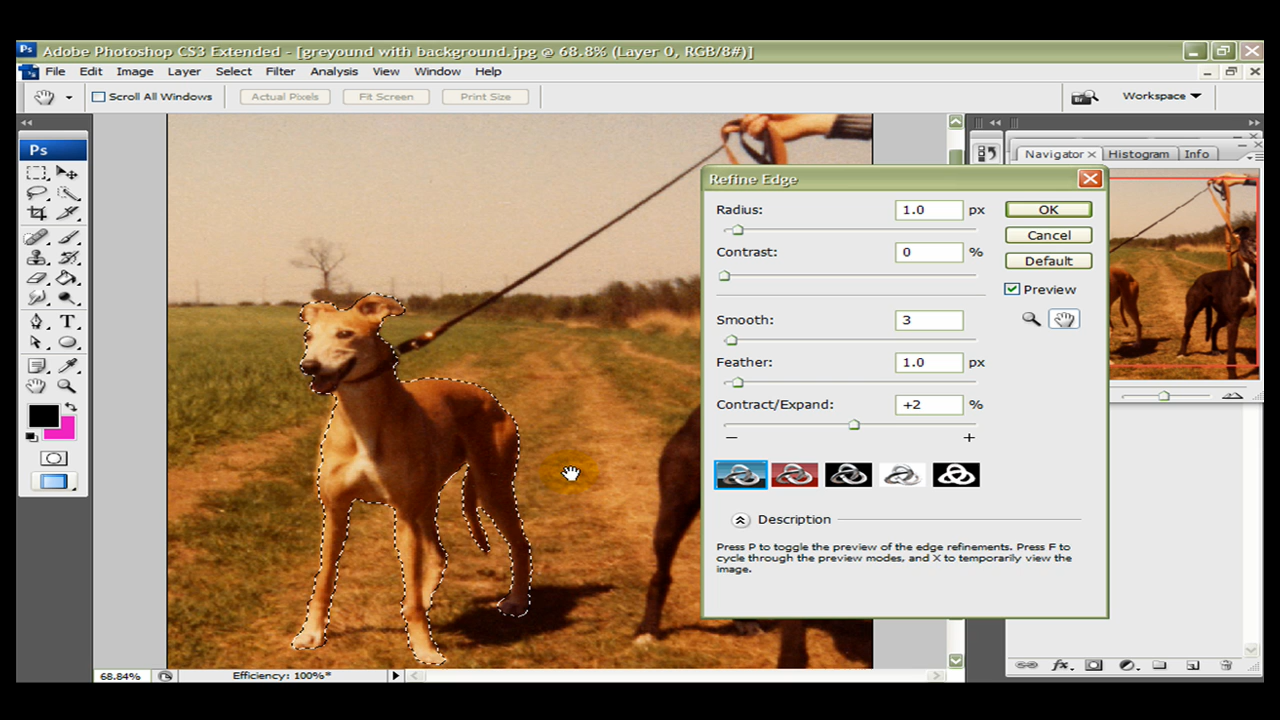 Ps Adobe Photoshop CS3 Extended - [greyound with background.jpg @ 68.8% (Layer 0, RGB/8#)]
File Edit Image Layer Select Filter Analysis View Window Help
Scroll All Windows Actual Pixels Fit Screen Print Size Workspace
Ps
Navigator Histogram Info
Refine Edge
Radius: 1.0 px OK
Cancel
Contrast: 0 %
Default
Preview
Smooth: 3
Feather: 1.0 px
Contract/Expand: +2 %
− +
Description
Press P to toggle the preview of the edge refinements. Press F to
cycle through the preview modes, and X to temporarily view the
image.
68.84% Efficiency: 100%*